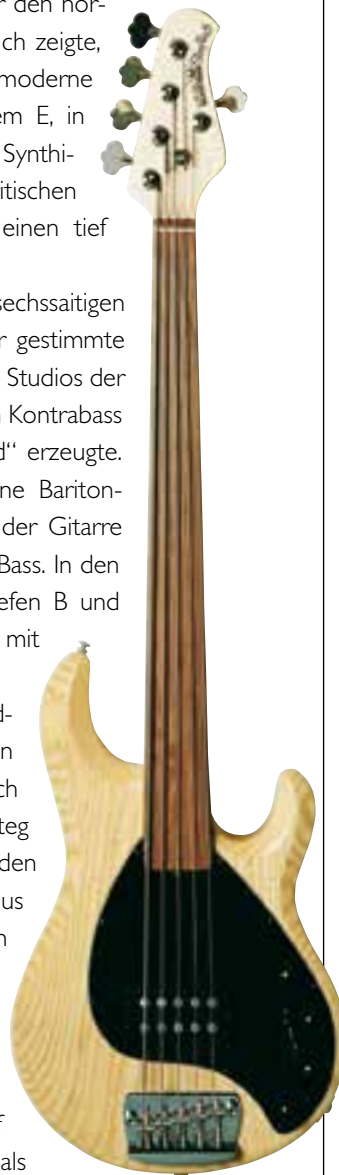 r den nor-
ch zeigte,
moderne
em E, in
Synthi-
itischen
einen tief
sechssaitigen
r gestimmte
Studios der
n Kontrabass
d“ erzeugte.
ne Bariton-
der Gitarre
Bass. In den
efen B und
mit
d-
n
ch
teg
den
us
n
f
als